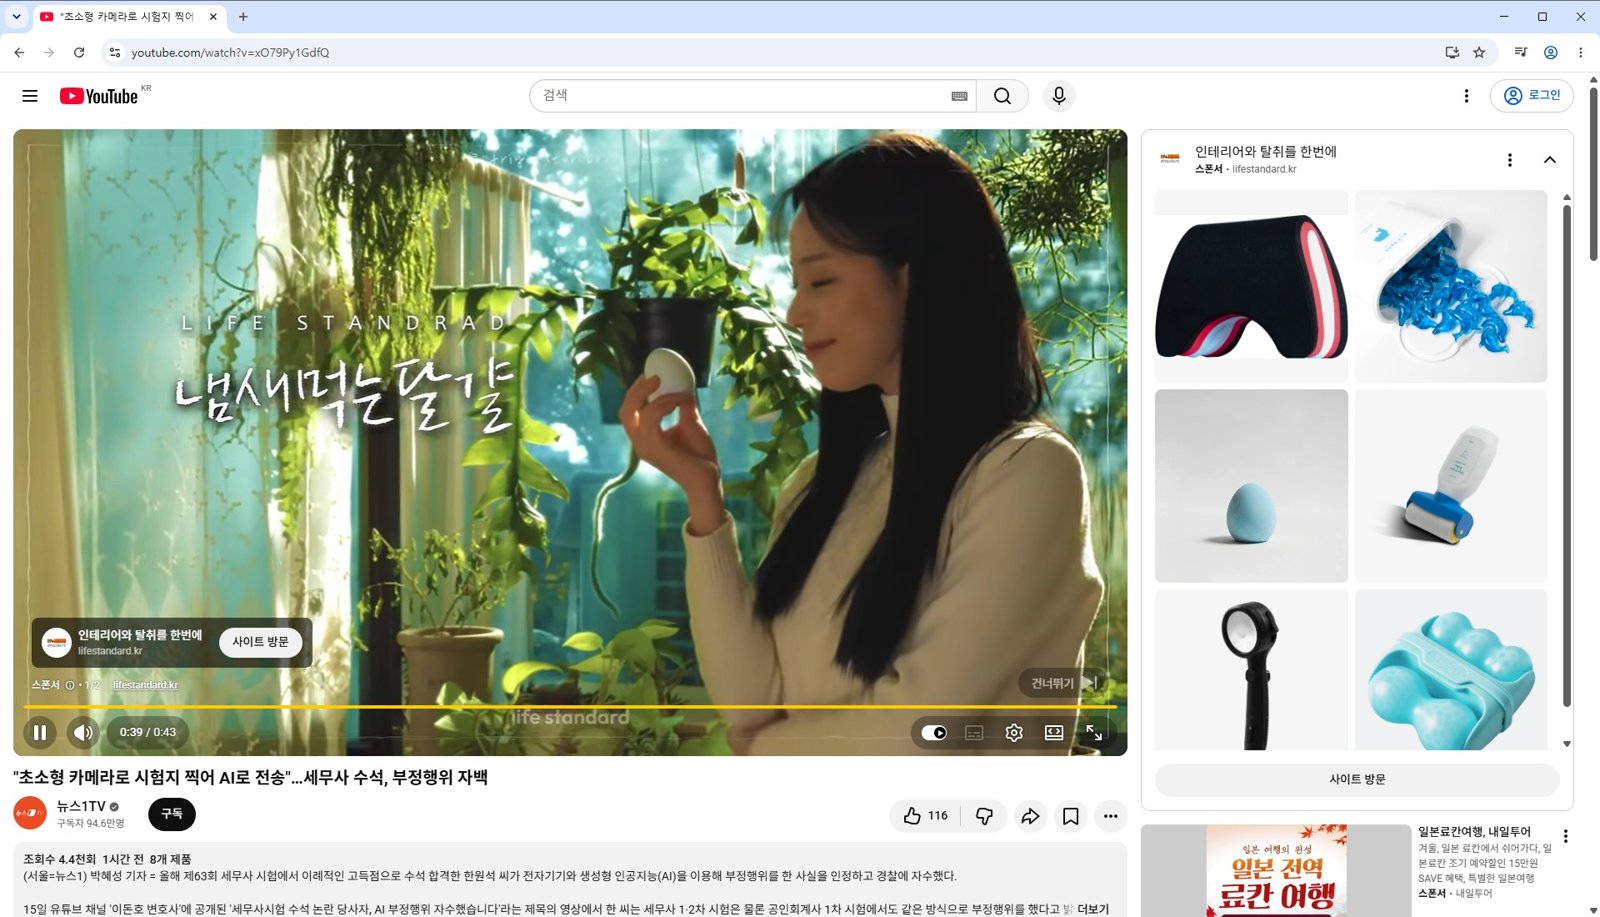 "초소형 카메라로 시험지 찍어
youtube.com/watch?v=xO79Py1GdfQ
YouTube KR
검색
로그인
LIFE STANDRAD
냄새먹는달걀
인테리어와 탈취를 한번에
lifestandard.kr
사이트 방문
스폰서 · 1/2 lifestandard.kr
건너뛰기
life standard
0:39 / 0:43
"초소형 카메라로 시험지 찍어 AI로 전송"...세무사 수석, 부정행위 자백
뉴스1TV
구독자 94.6만명
구독
116
조회수 4.4천회 1시간 전 8개 제품
(서울=뉴스1) 박혜성 기자 = 올해 제63회 세무사 시험에서 이례적인 고득점으로 수석 합격한 한원석 씨가 전자기기와 생성형 인공지능(AI)을 이용해 부정행위를 한 사실을 인정하고 경찰에 자수했다.
15일 유튜브 채널 '이돈호 변호사'에 공개된 '세무사시험 수석 논란 당사자, AI 부정행위 자수했습니다'라는 제목의 영상에서 한 씨는 세무사 1·2차 시험은 물론 공인회계사 1차 시험에서도 같은 방식으로 부정행위를 했다고 밝 더보기
인테리어와 탈취를 한번에
스폰서 · lifestandard.kr
사이트 방문
일본 여행의 완성
일본 전역
료칸 여행
일본료칸여행, 내일투어
겨울, 일본 료칸에서 쉬어가다, 일
본료칸 조기 예약할인 15만원
SAVE 혜택, 특별한 일본여행
스폰서 · 내일투어